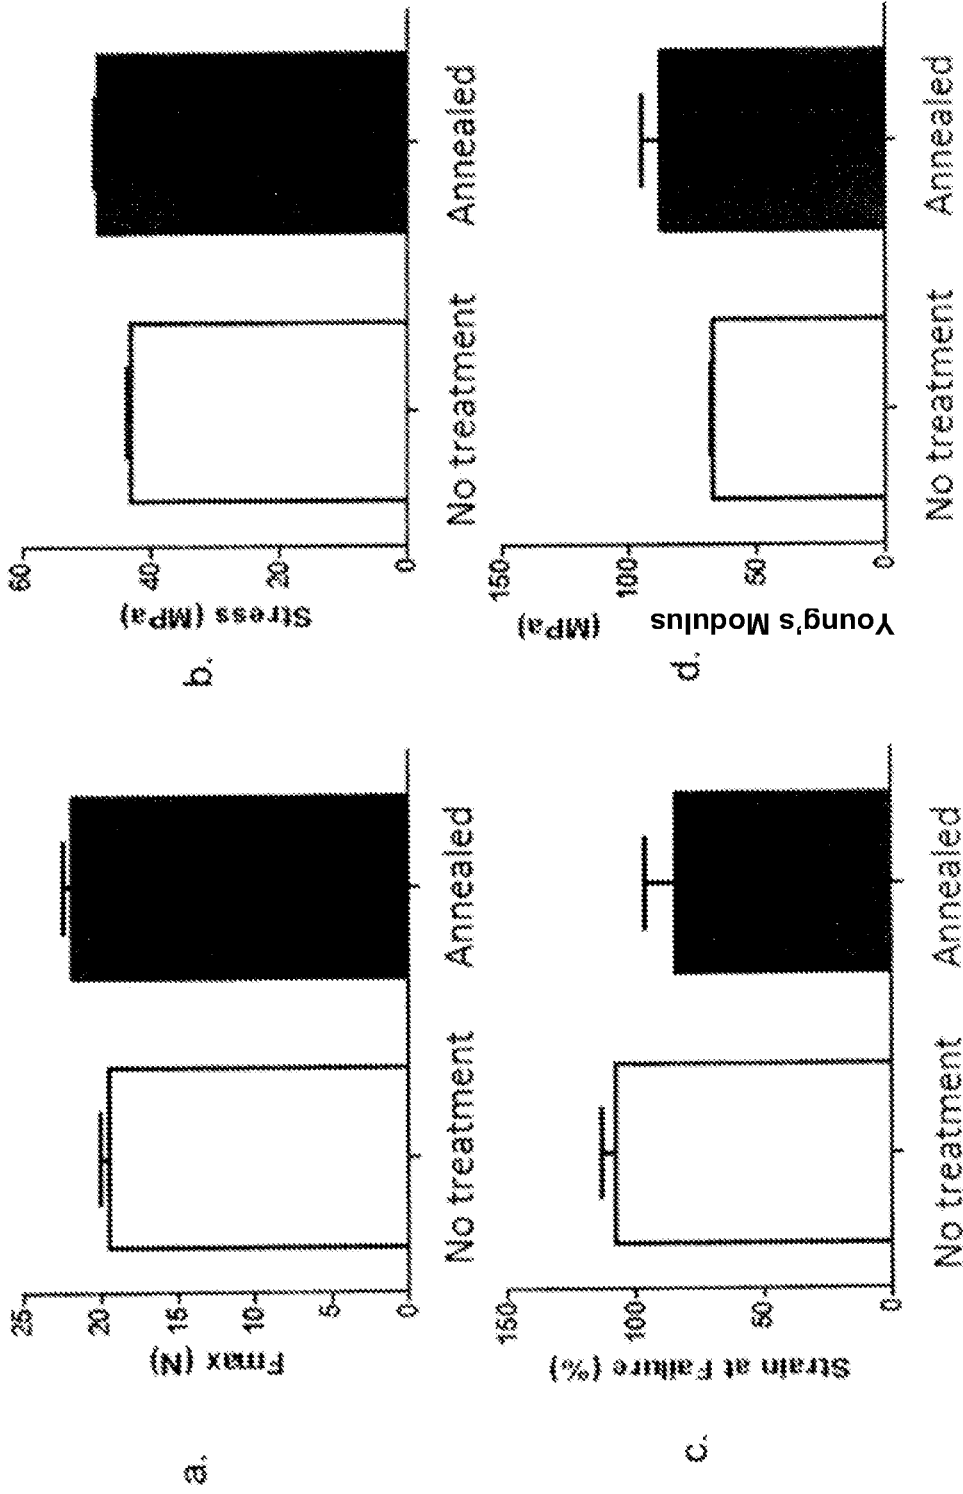 a.
Fmax (N)
25
20
15
10
5
0
No treatment
Annealed
b.
Stress (MPa)
60
40
20
0
No treatment
Annealed
c.
Strain at Failure (%)
150
100
50
0
No treatment
Annealed
d.
Young's Modulus
(MPa)
150
100
50
0
No treatment
Annealed